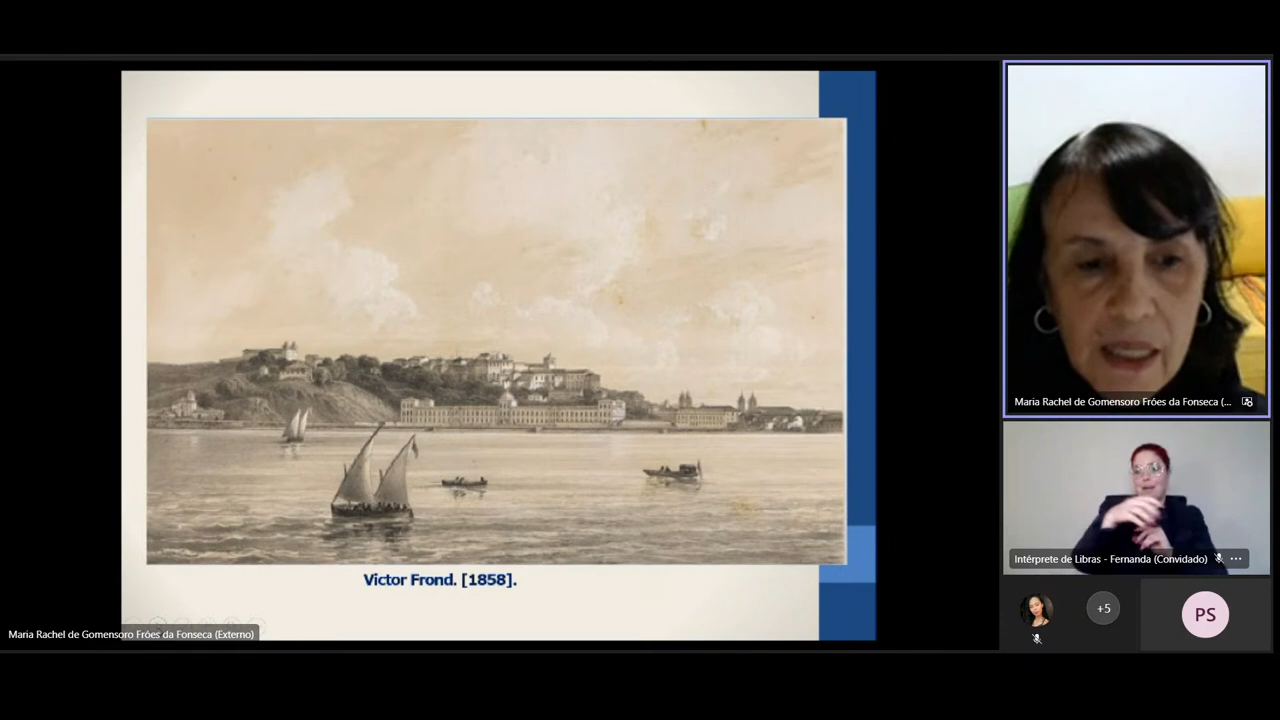 Victor Frond. [1858].
Maria Rachel de Gomensoro Fróes da Fonseca (Externo)
Maria Rachel de Gomensoro Fróes da Fonseca (...
Intérprete de Libras - Fernanda (Convidado)
+5
PS